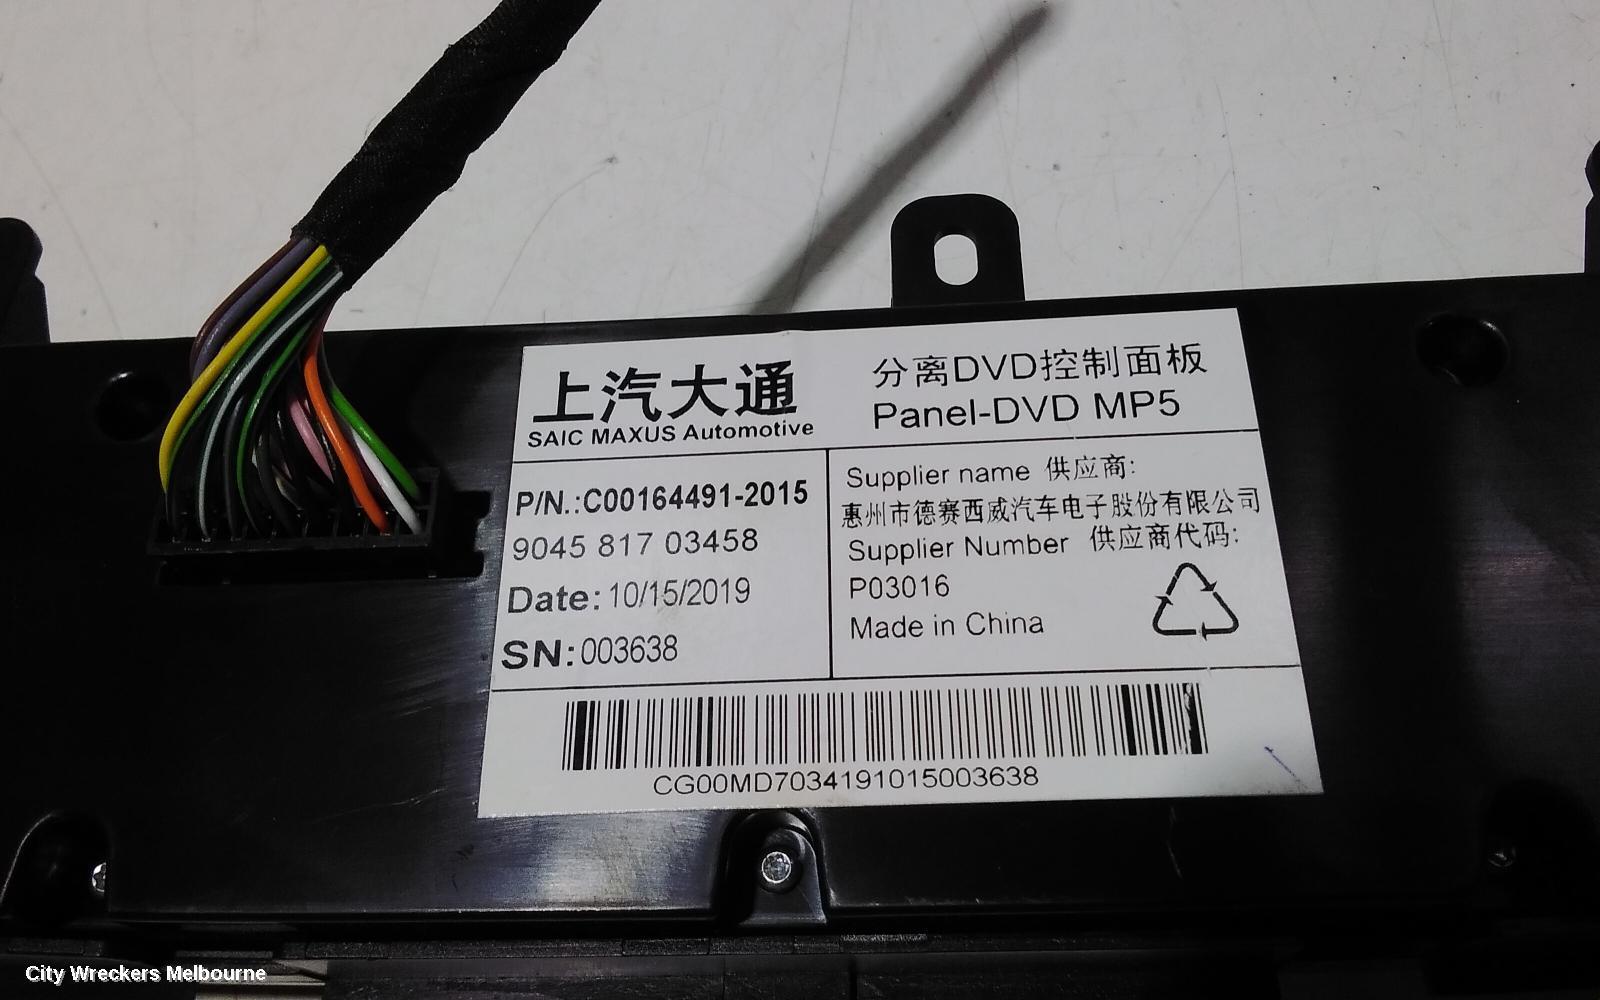 上汽大通
SAIC MAXUS Automotive
分离DVD控制面板
Panel-DVD MP5
P/N.:C00164491-2015
9045 817 03458
Date: 10/15/2019
SN: 003638
Supplier name 供应商:
惠州市德赛西威汽车电子股份有限公司
Supplier Number 供应商代码:
P03016
Made in China
CG00MD7034191015003638
City Wreckers Melbourne